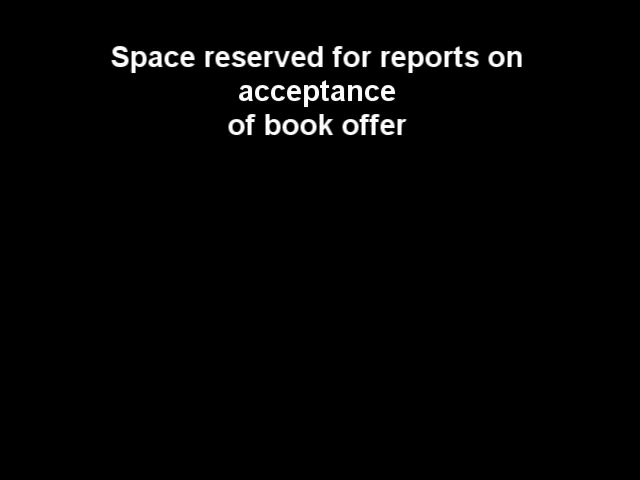 Space reserved for reports on
acceptance
of book offer